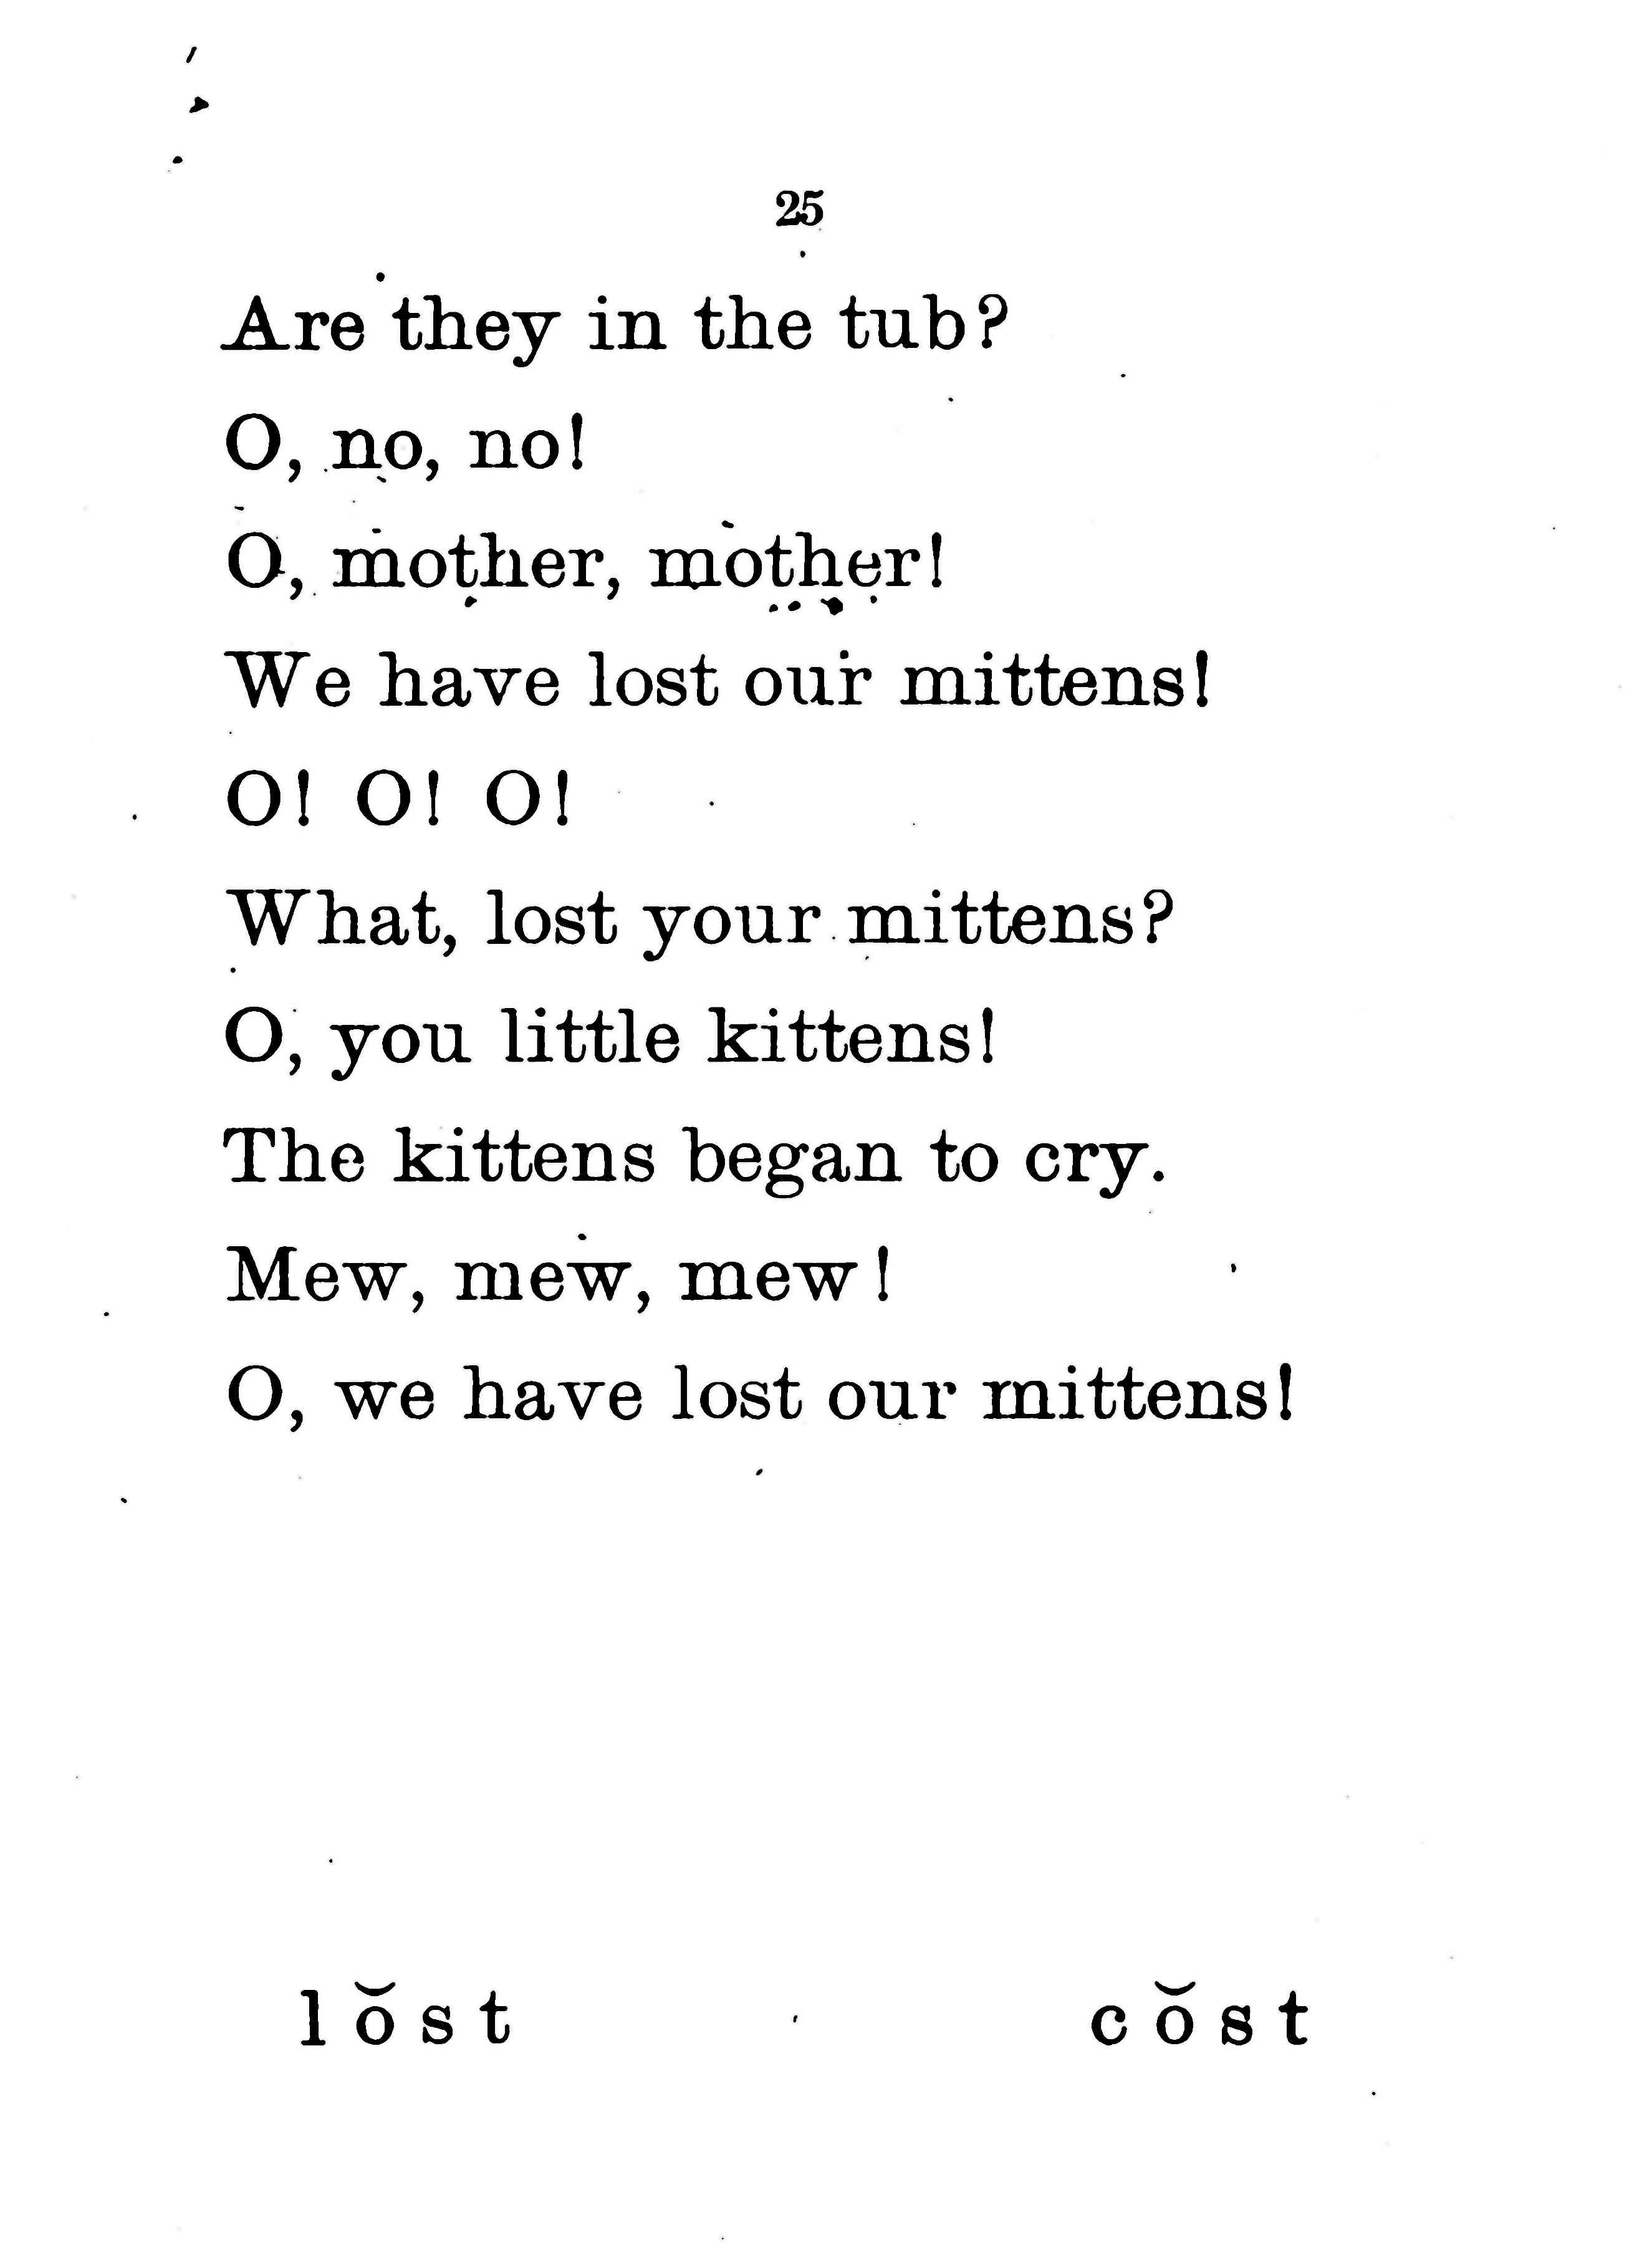 25
Are they in the tub?
O, no, no!
O, mother, mother!
We have lost our mittens!
O! O! O!
What, lost your mittens?
O, you little kittens!
The kittens began to cry.
Mew, mew, mew!
O, we have lost our mittens!
lŏst cŏst